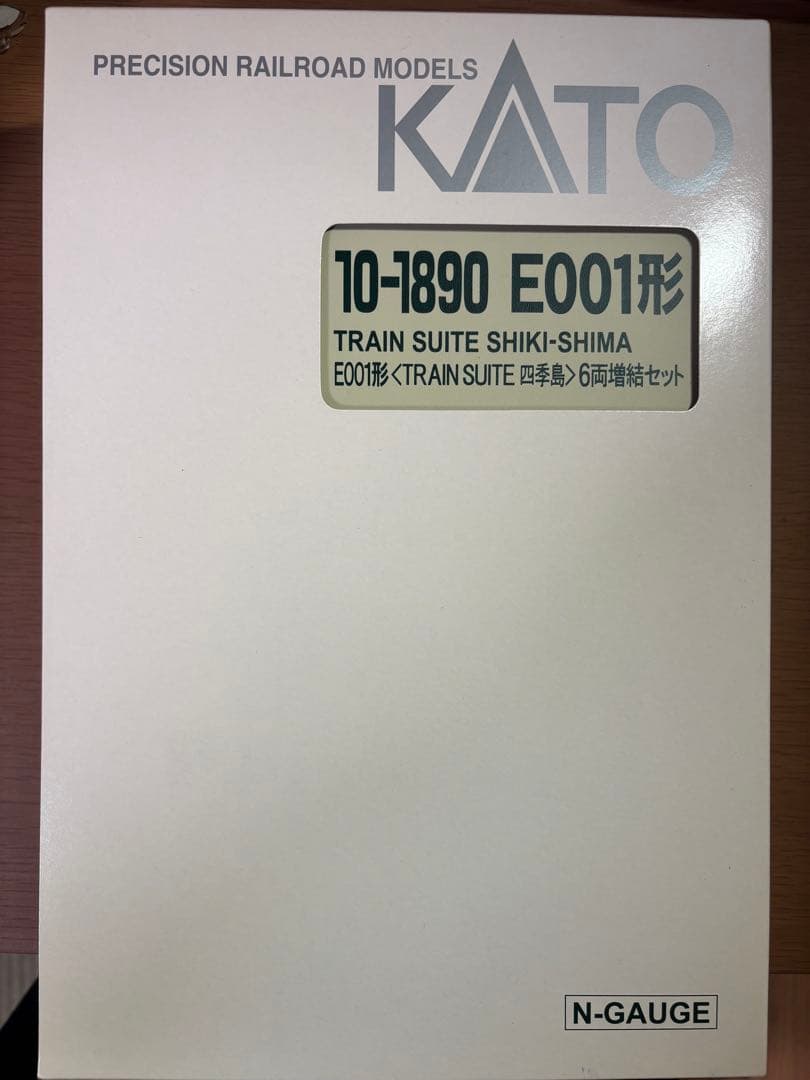 PRECISION RAILROAD MODELS
KATO
10-1890 E001形
TRAIN SUITE SHIKI-SHIMA
E001形<TRAIN SUITE 四季島>6両増結セット
N-GAUGE